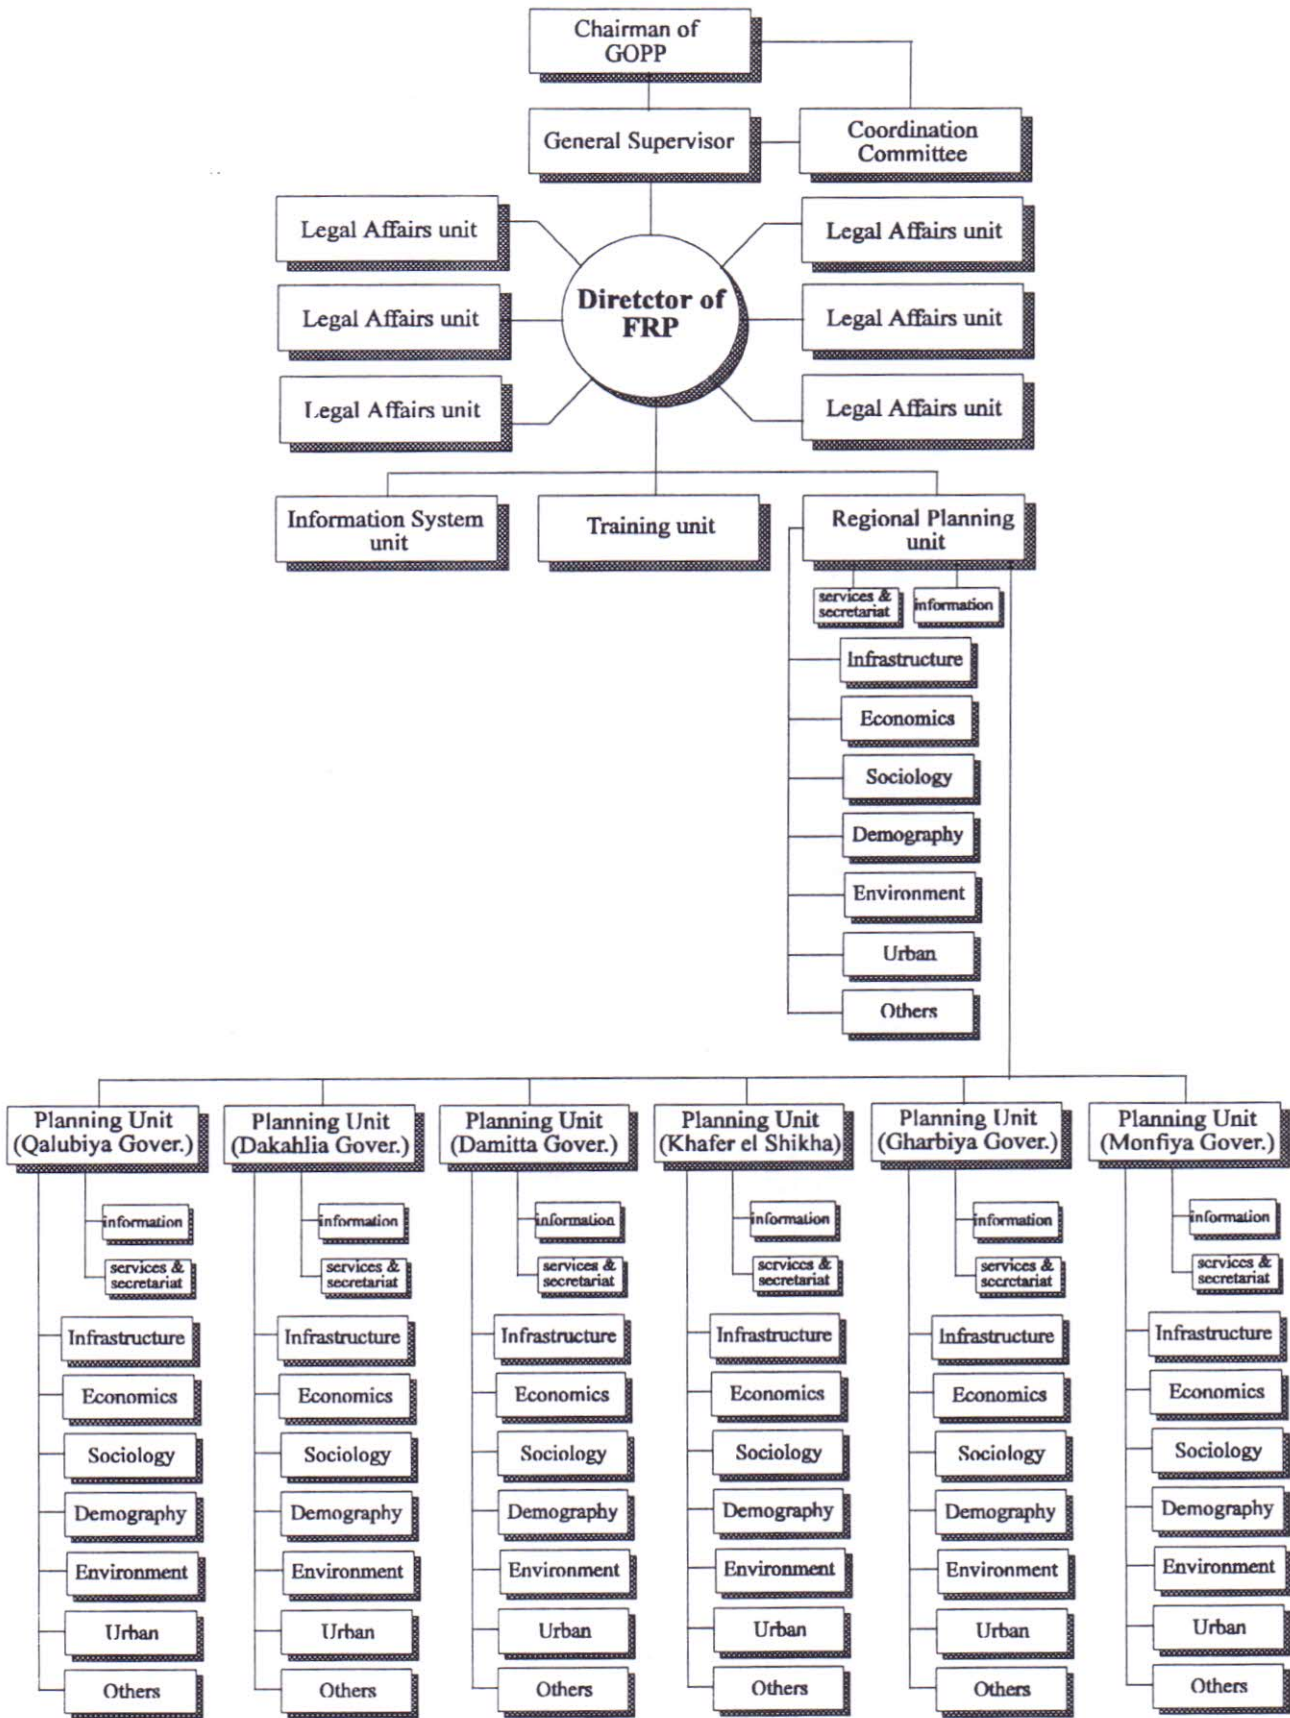 Chairman of
GOPP
General Supervisor
Coordination
Committee
Legal Affairs unit
Legal Affairs unit
Legal Affairs unit
Legal Affairs unit
Legal Affairs unit
Legal Affairs unit
Diretctor of
FRP
Information System
unit
Training unit
Regional Planning
unit
services &
secretariat
information
Infrastructure
Economics
Sociology
Demography
Environment
Urban
Others
Planning Unit
(Qalubiya Gover.)
information
services &
secretariat
Infrastructure
Economics
Sociology
Demography
Environment
Urban
Others
Planning Unit
(Dakahlia Gover.)
information
services &
secretariat
Infrastructure
Economics
Sociology
Demography
Environment
Urban
Others
Planning Unit
(Damitta Gover.)
information
services &
secretariat
Infrastructure
Economics
Sociology
Demography
Environment
Urban
Others
Planning Unit
(Khafer el Shikha)
information
services &
secretariat
Infrastructure
Economics
Sociology
Demography
Environment
Urban
Others
Planning Unit
(Gharbiya Gover.)
information
services &
secretariat
Infrastructure
Economics
Sociology
Demography
Environment
Urban
Others
Planning Unit
(Monfiya Gover.)
information
services &
secretariat
Infrastructure
Economics
Sociology
Demography
Environment
Urban
Others